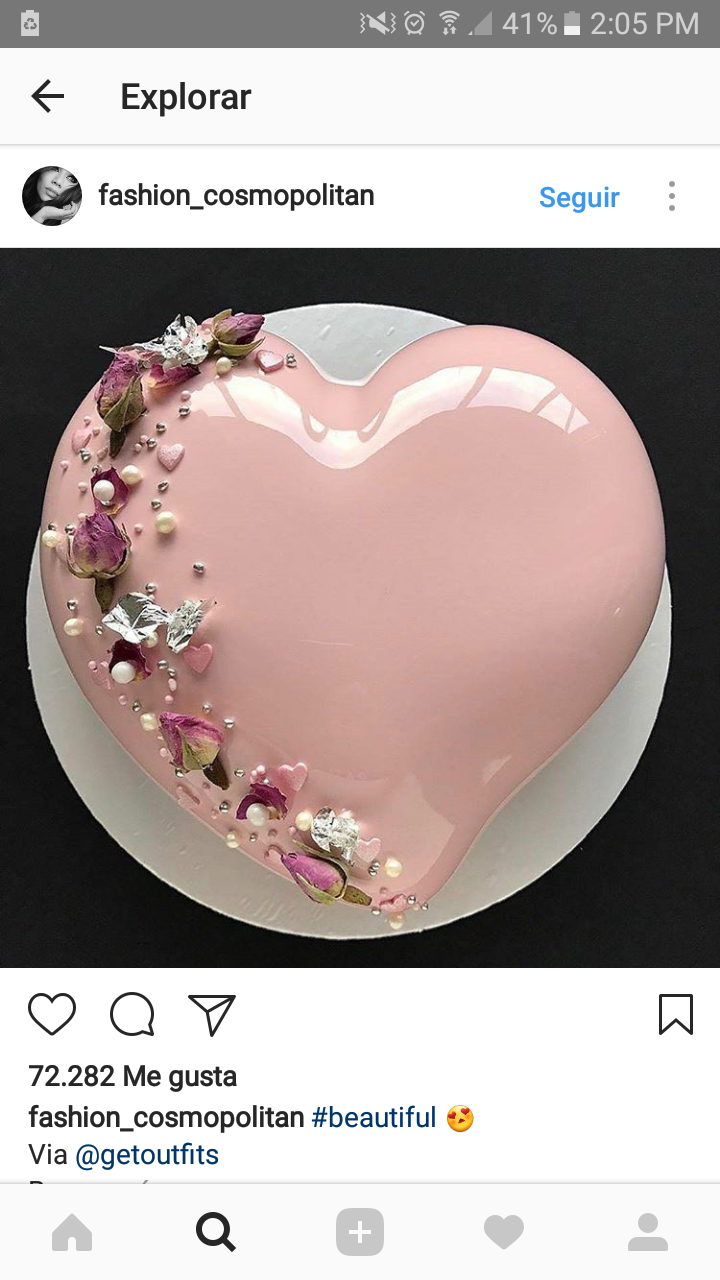 41% 2:05 PM
Explorar
fashion_cosmopolitan Seguir
72.282 Me gusta
fashion_cosmopolitan #beautiful 😍
Via @getoutfits